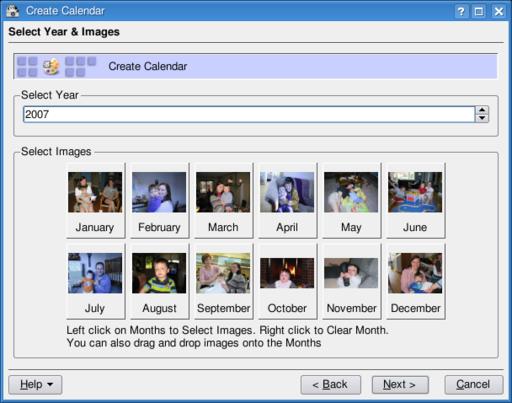 Create Calendar
Select Year & Images
Create Calendar
Select Year
2007
Select Images
January February March April May June
July August September October November December
Left click on Months to Select Images. Right click to Clear Month.
You can also drag and drop images onto the Months
Help < Back Next > Cancel